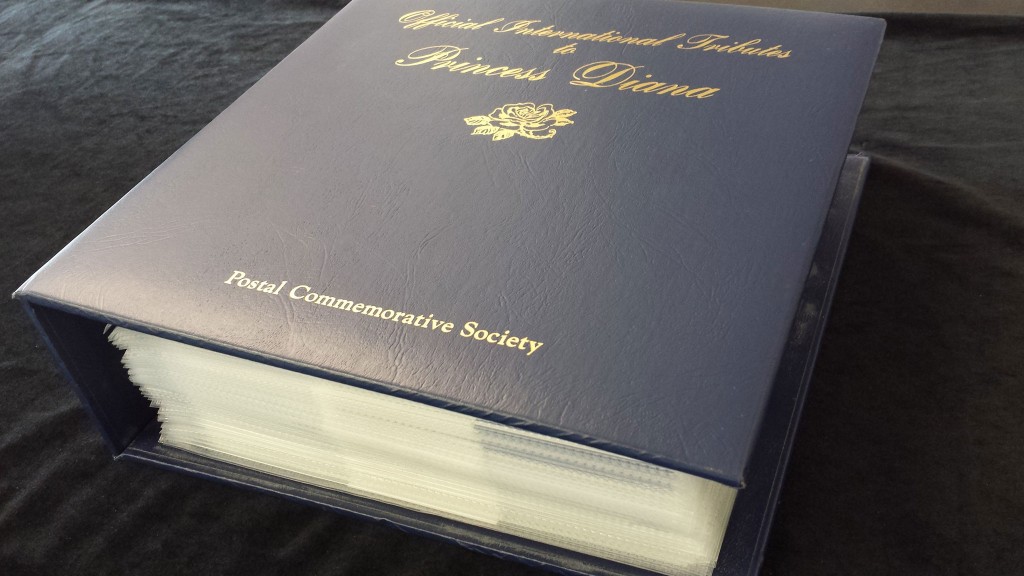 Official International Tributes
to
Princess Diana
Postal Commemorative Society